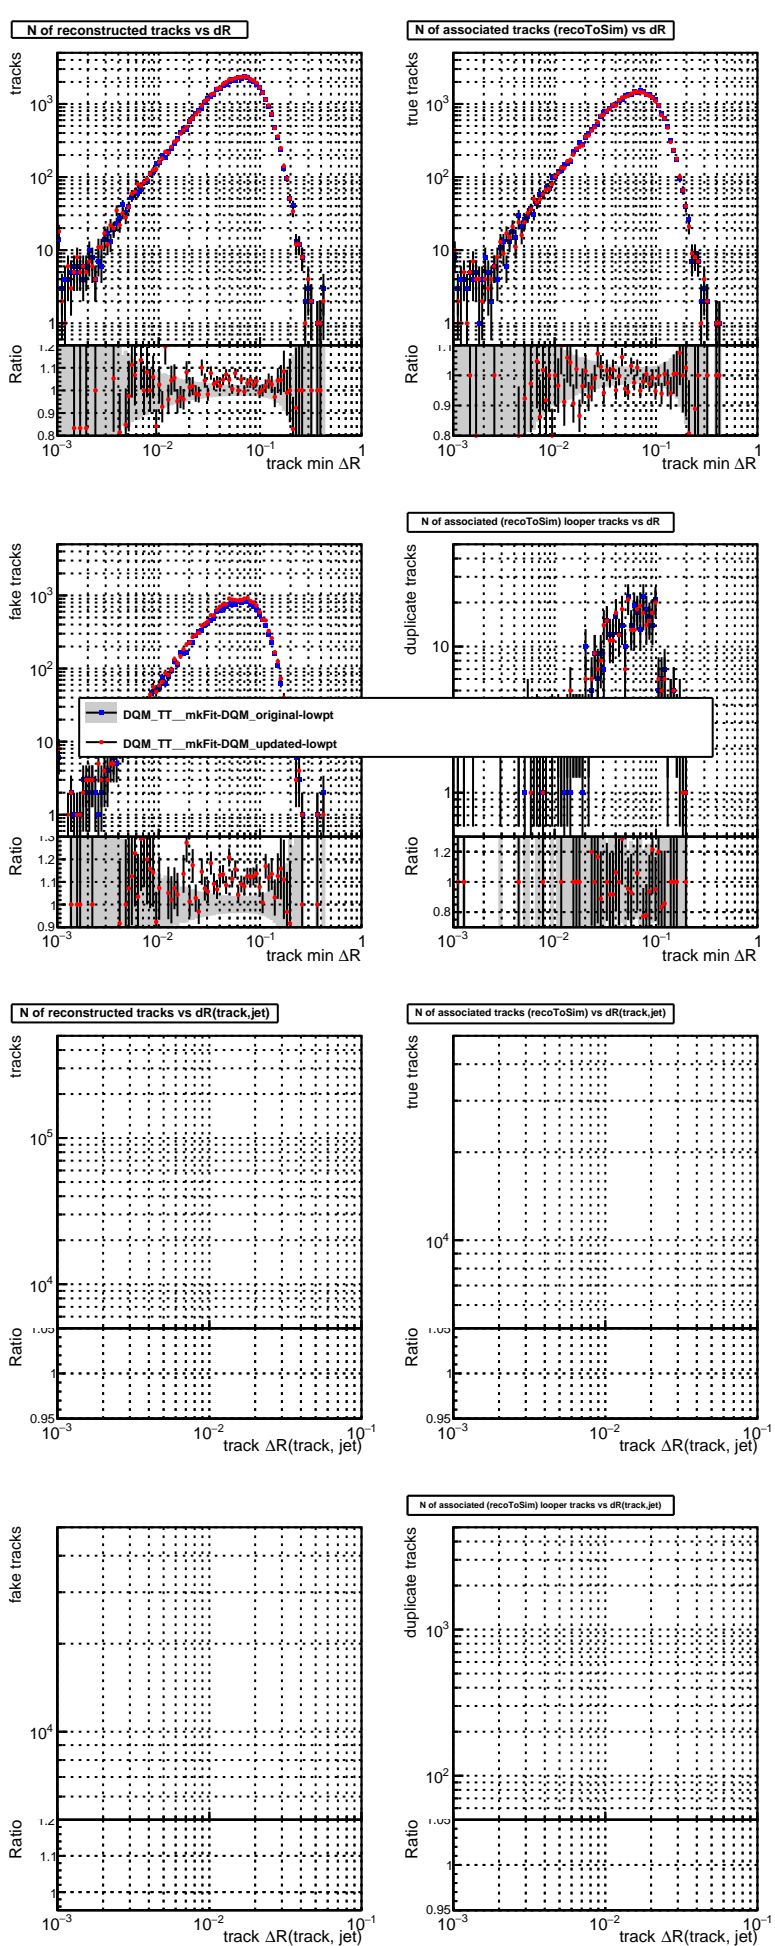 N of reconstructed tracks vs dR
tracks
10³
10²
10
1
Ratio
1.2
1.1
1
0.9
0.8
10⁻³
10⁻²
10⁻¹
1
track min ΔR
N of associated tracks (recoToSim) vs dR
true tracks
10³
10²
10
1
Ratio
1.1
1
0.9
0.8
10⁻³
10⁻²
10⁻¹
1
track min ΔR
fake tracks
10³
10²
10
1
Ratio
1.3
1.2
1.1
1
0.9
10⁻³
10⁻²
10⁻¹
1
track min ΔR
N of associated (recoToSim) looper tracks vs dR
duplicate tracks
10
1
Ratio
1.2
1
0.8
10⁻³
10⁻²
10⁻¹
1
track min ΔR
DQM_TT__mkFit-DQM_original-lowpt
DQM_TT__mkFit-DQM_updated-lowpt
N of reconstructed tracks vs dR(track,jet)
tracks
10⁵
10⁴
Ratio
1.05
1
0.95
10⁻³
10⁻²
10⁻¹
track ΔR(track, jet)
N of associated tracks (recoToSim) vs dR(track,jet)
true tracks
10⁴
Ratio
1.05
1
0.95
10⁻³
10⁻²
10⁻¹
track ΔR(track, jet)
fake tracks
10⁴
Ratio
1.2
1.1
1
10⁻³
10⁻²
10⁻¹
track ΔR(track, jet)
N of associated (recoToSim) looper tracks vs dR(track,jet)
duplicate tracks
10³
10²
Ratio
1.05
1
0.95
10⁻³
10⁻²
10⁻¹
track ΔR(track, jet)